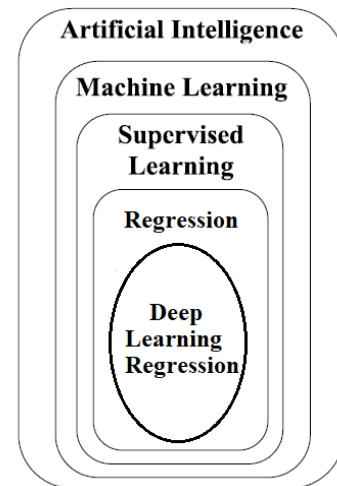 Artificial Intelligence
Machine Learning
Supervised
Learning
Regression
Deep
Learning
Regression